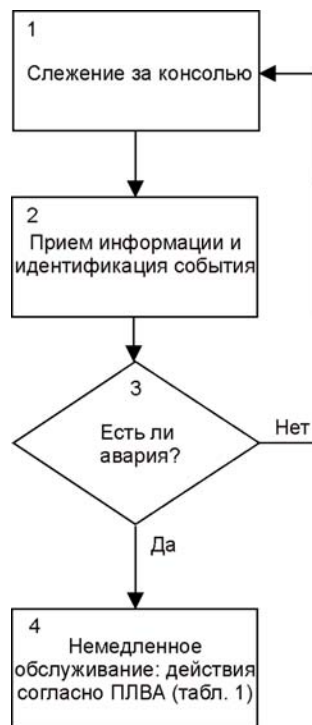 1
Слежение за консолью
2
Прием информации и
идентификация события
3
Есть ли
авария?
Нет
Да
4
Немедленное
обслуживание: действия
согласно ПЛВА (табл. 1)